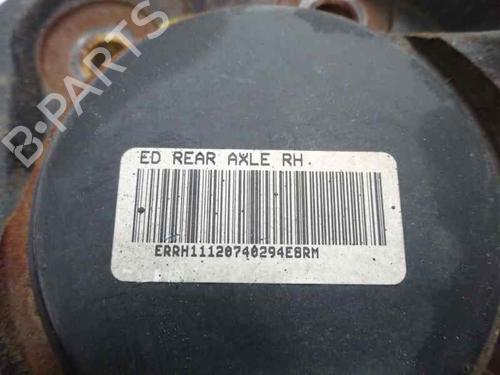 B-PARTS
ED REAR AXLE RH.
ERRH11120740294E8RM